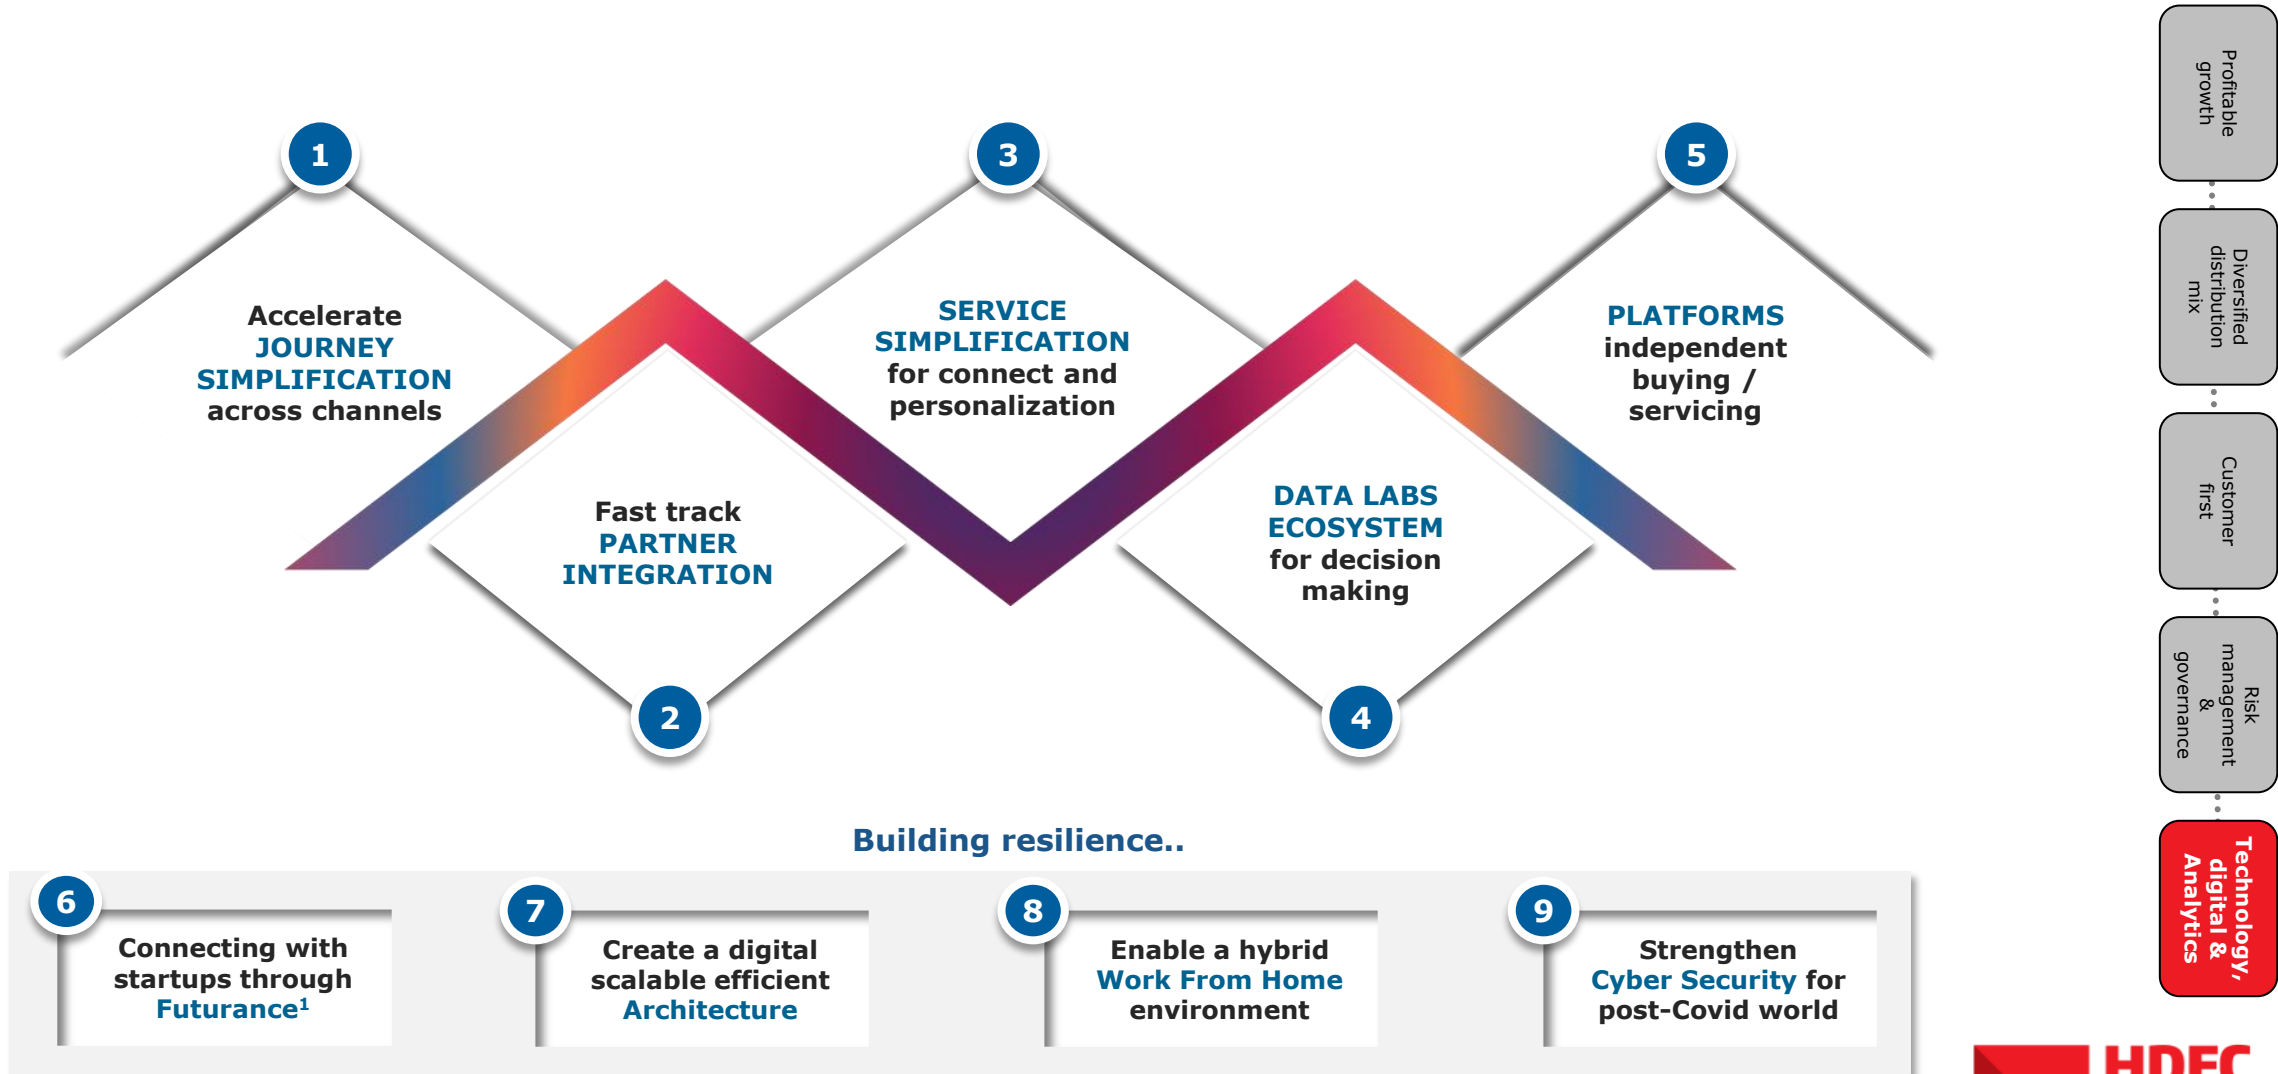 1
Accelerate
JOURNEY
SIMPLIFICATION
across channels
2
Fast track
PARTNER
INTEGRATION
3
SERVICE
SIMPLIFICATION
for connect and
personalization
4
DATA LABS
ECOSYSTEM
for decision
making
5
PLATFORMS
independent
buying /
servicing
Building resilience..
6
Connecting with
startups through
Futurance¹
7
Create a digital
scalable efficient
Architecture
8
Enable a hybrid
Work From Home
environment
9
Strengthen
Cyber Security for
post-Covid world
Profitable
growth
Diversified
distribution
mix
Customer
first
Risk
management
&
governance
Technology,
digital &
Analytics
HDFC